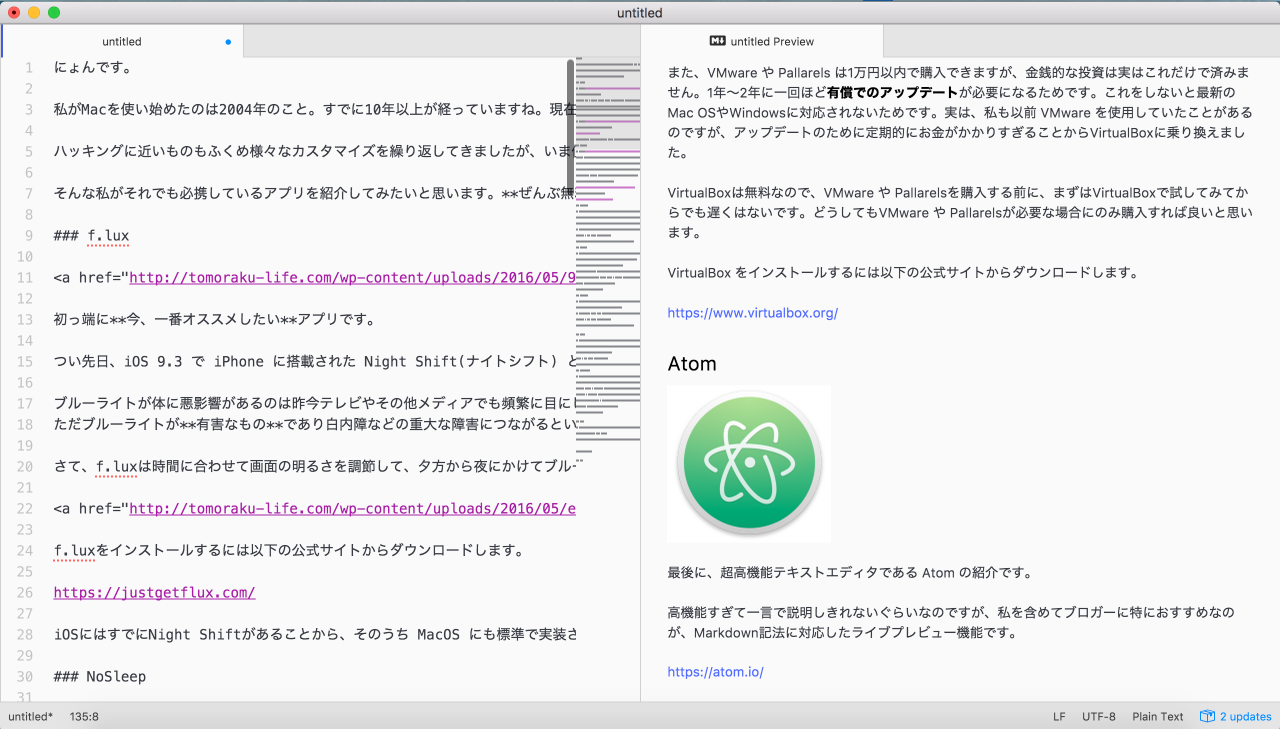 untitled
untitled
untitled Preview
1 にょんです。
2
3 私がMacを使い始めたのは2004年のこと。すでに10年以上が経っていますね。現在
4
5 ハッキングに近いものもふくめ様々なカスタマイズを繰り返してきましたが、いま
6
7 そんな私がそれでも必携しているアプリを紹介してみたいと思います。**ぜんぶ無
8
9 ### f.lux
10
11 <a href="http://tomoraku-life.com/wp-content/uploads/2016/05/9
12
13 初っ端に**今、一番オススメしたい**アプリです。
14
15 つい先日、iOS 9.3 で iPhone に搭載された Night Shift(ナイトシフト) と
16
17 ブルーライトが体に悪影響があるのは昨今テレビやその他メディアでも頻繁に目に
18 ただブルーライトが**有害なもの**であり白内障などの重大な障害につながるとい
19
20 さて、f.luxは時間に合わせて画面の明るさを調節して、夕方から夜にかけてブル
21
22 <a href="http://tomoraku-life.com/wp-content/uploads/2016/05/e
23
24 f.luxをインストールするには以下の公式サイトからダウンロードします。
25
26 https://justgetflux.com/
27
28 iOSにはすでにNight Shiftがあることから、そのうち MacOS にも標準で実装さ
29
30 ### NoSleep
31
また、VMware や Pallarels は1万円以内で購入できますが、金銭的な投資は実はこれだけで済みま
せん。1年〜2年に一回ほど有償でのアップデートが必要になるためです。これをしないと最新の
Mac OSやWindowsに対応されないためです。実は、私も以前 VMware を使用していたことがある
のですが、アップデートのために定期的にお金がかかりすぎることからVirtualBoxに乗り換えまし
た。
VirtualBoxは無料なので、VMware や Pallarelsを購入する前に、まずはVirtualBoxで試してみてか
らでも遅くはないです。どうしてもVMware や Pallarelsが必要な場合にのみ購入すれば良いと思い
ます。
VirtualBox をインストールするには以下の公式サイトからダウンロードします。
https://www.virtualbox.org/
Atom
最後に、超高機能テキストエディタである Atom の紹介です。
高機能すぎて一言で説明しきれないぐらいなのですが、私を含めてブロガーに特におすすめなの
が、Markdown記法に対応したライブプレビュー機能です。
https://atom.io/
untitled* 135:8
LF UTF-8 Plain Text 2 updates